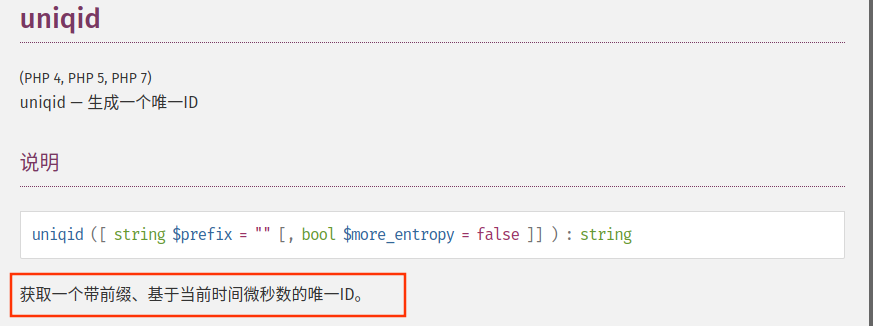 uniqid
(PHP 4, PHP 5, PHP 7)
uniqid — 生成一个唯一ID
说明
uniqid ([ string $prefix = "" [, bool $more_entropy = false ]] ) : string
获取一个带前缀、基于当前时间微秒数的唯一ID。